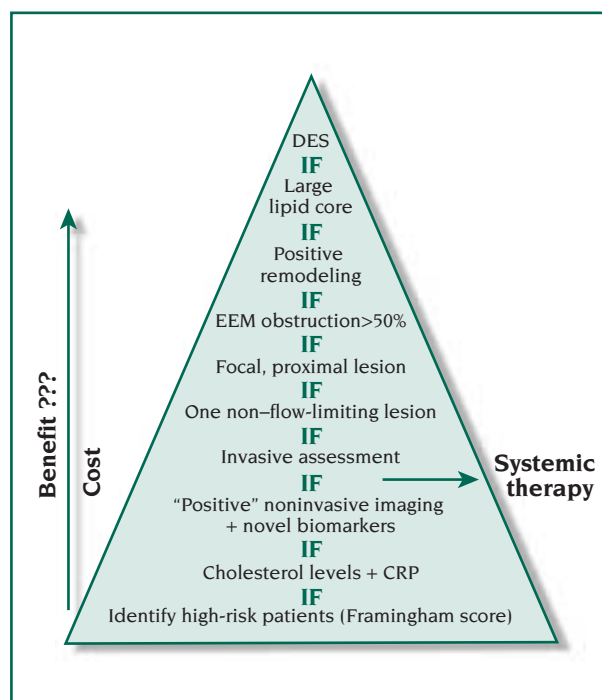 DES
IF
Large
lipid core
IF
Positive
remodeling
IF
EEM obstruction>50%
IF
Focal, proximal lesion
IF
One non–flow-limiting lesion
IF
Invasive assessment
IF
“Positive” noninvasive imaging
+ novel biomarkers
IF
Cholesterol levels + CRP
IF
Identify high-risk patients (Framingham score)
Benefit ???
Cost
Systemic
therapy